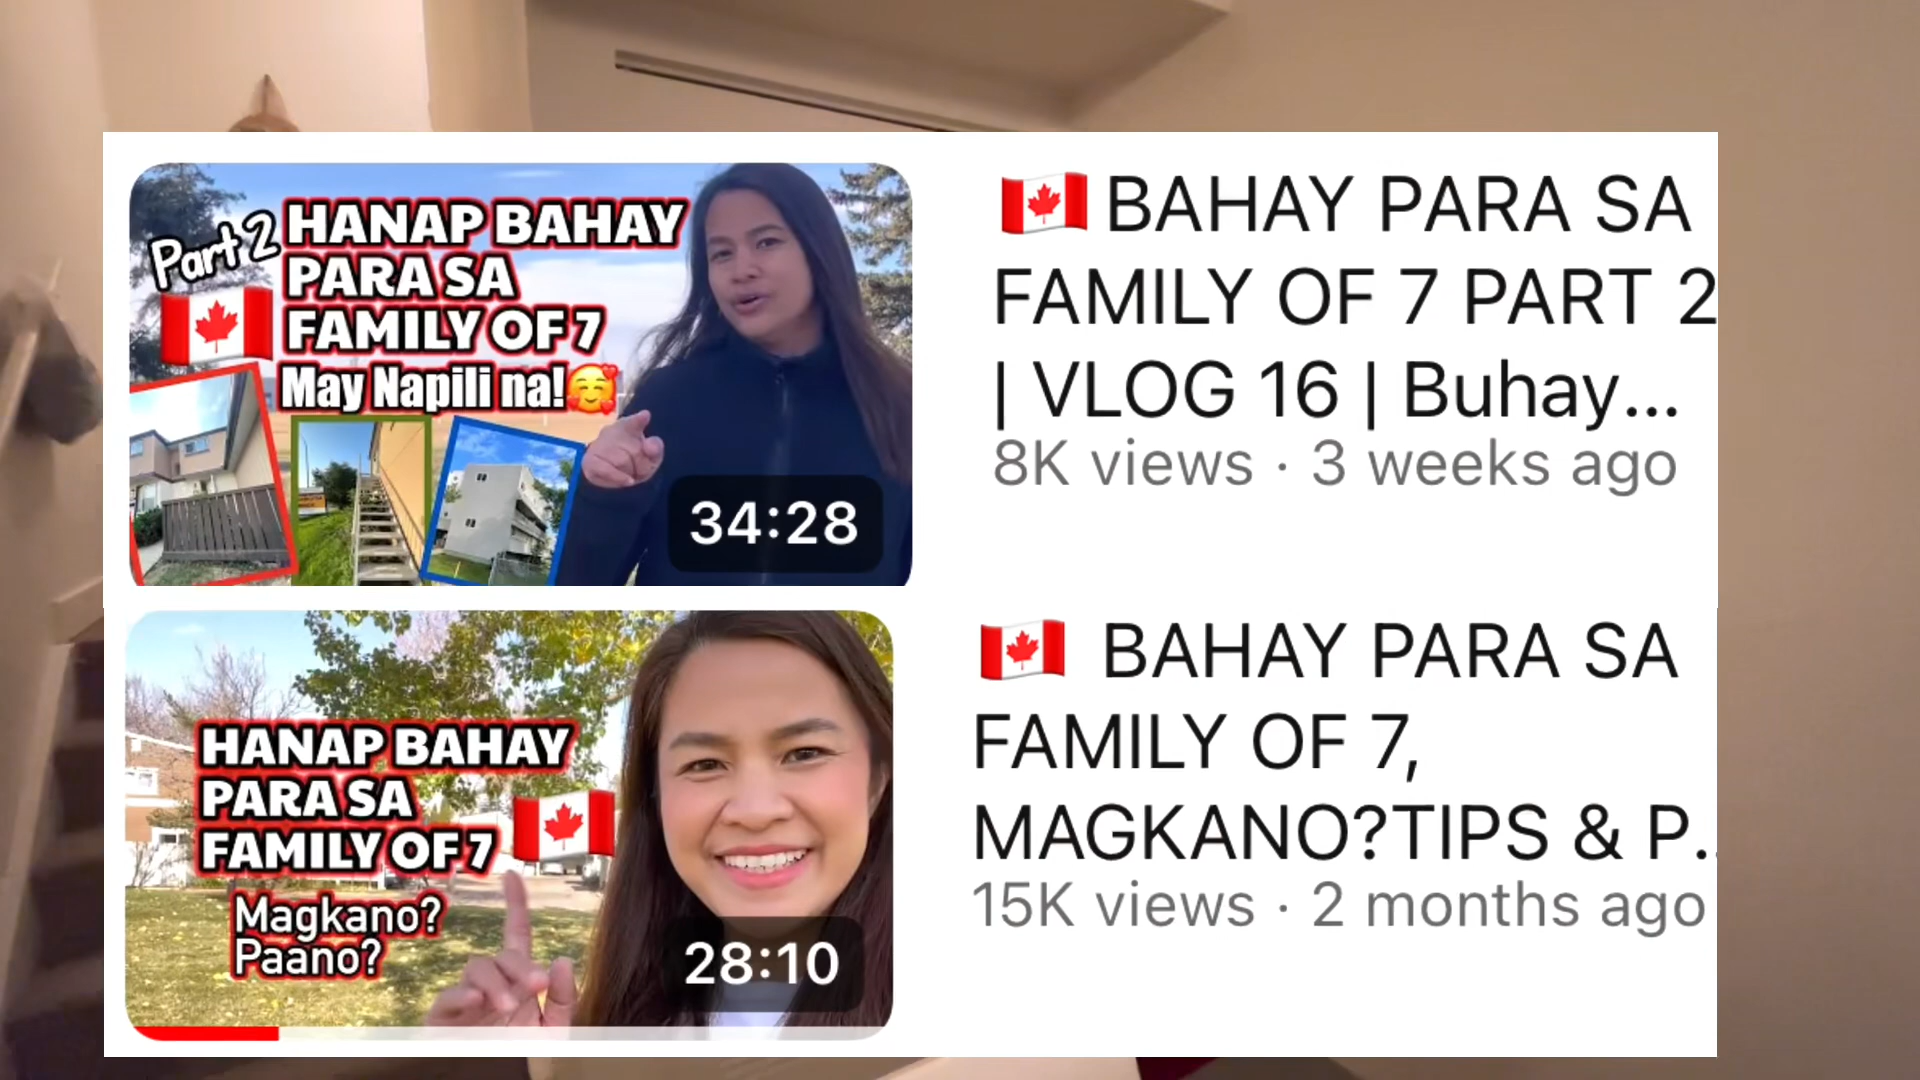 Part 2
HANAP BAHAY
PARA SA
FAMILY OF 7
May Napili na!
34:28
🇨🇦 BAHAY PARA SA
FAMILY OF 7 PART 2
| VLOG 16 | Buhay...
8K views · 3 weeks ago
HANAP BAHAY
PARA SA
FAMILY OF 7
Magkano?
Paano?
28:10
🇨🇦 BAHAY PARA SA
FAMILY OF 7,
MAGKANO?TIPS & P..
15K views · 2 months ago